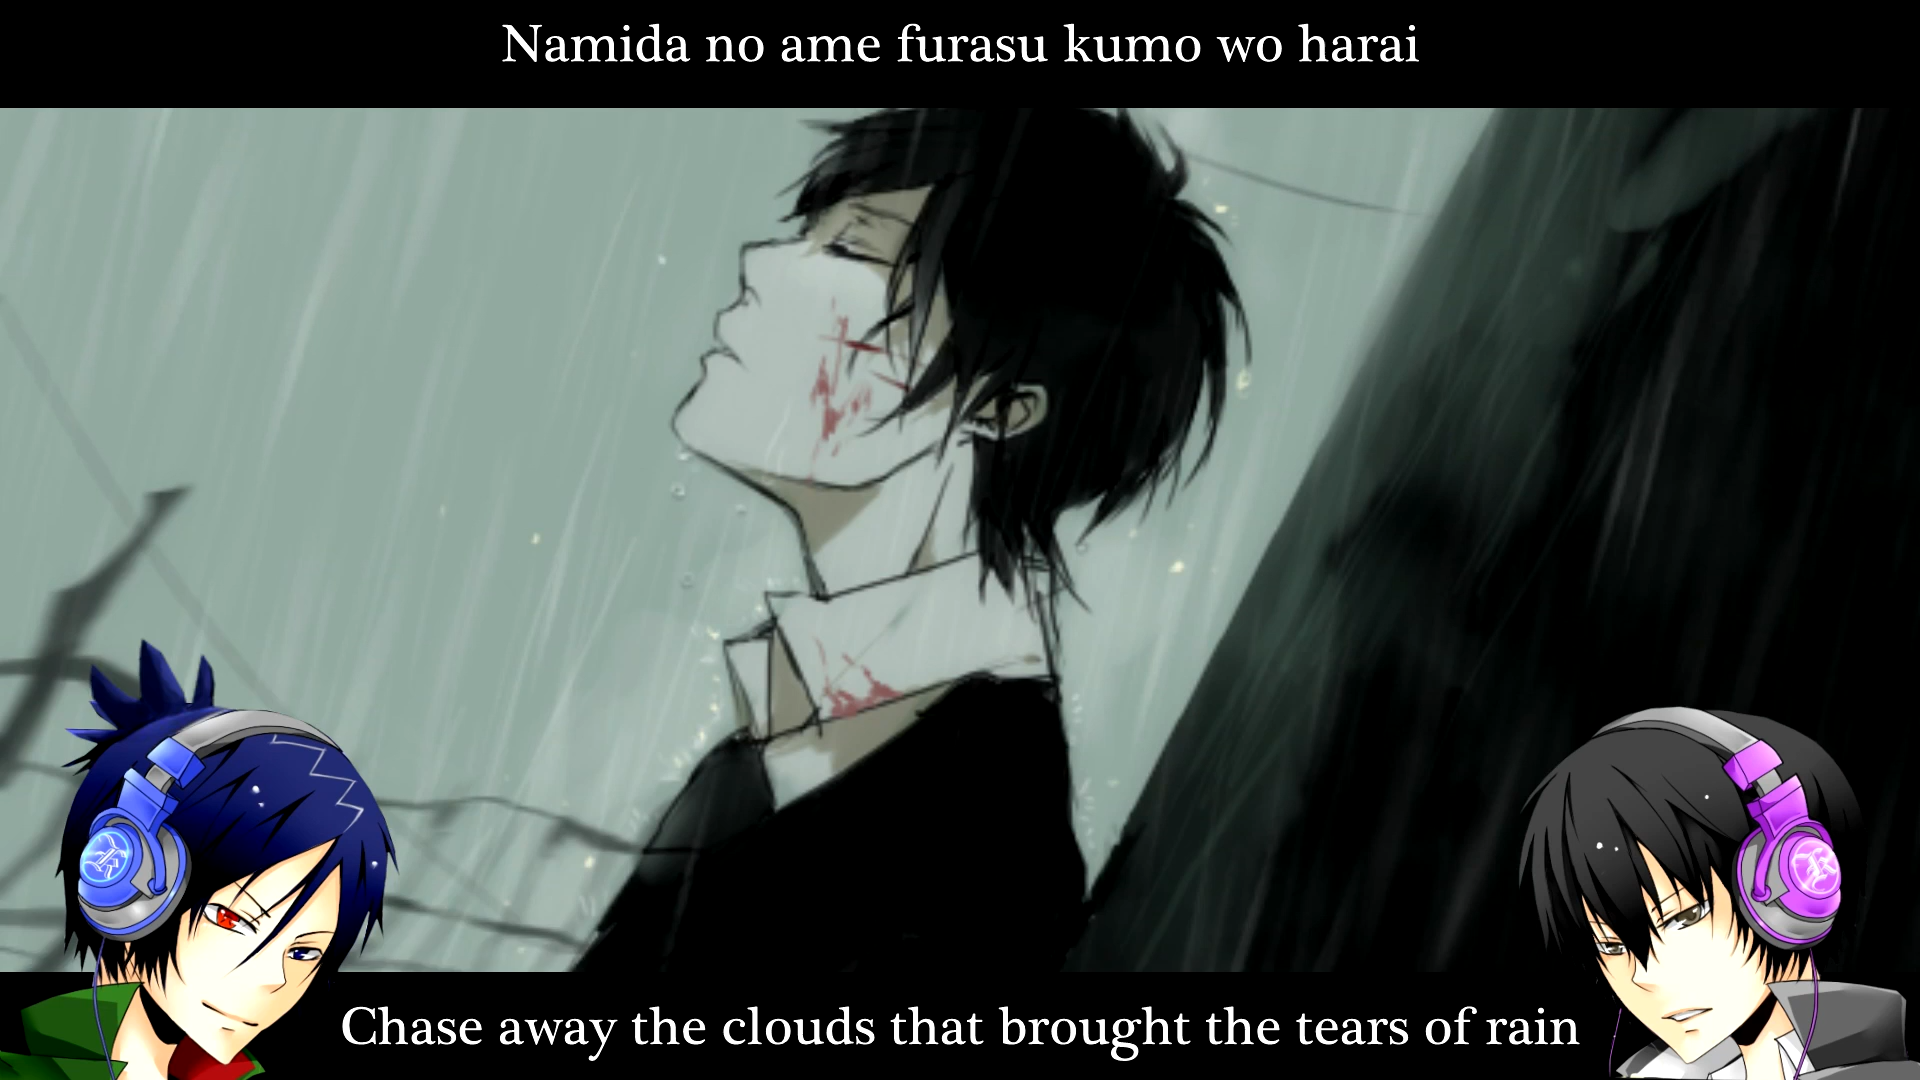 Namida no ame furasu kumo wo harai
Chase away the clouds that brought the tears of rain